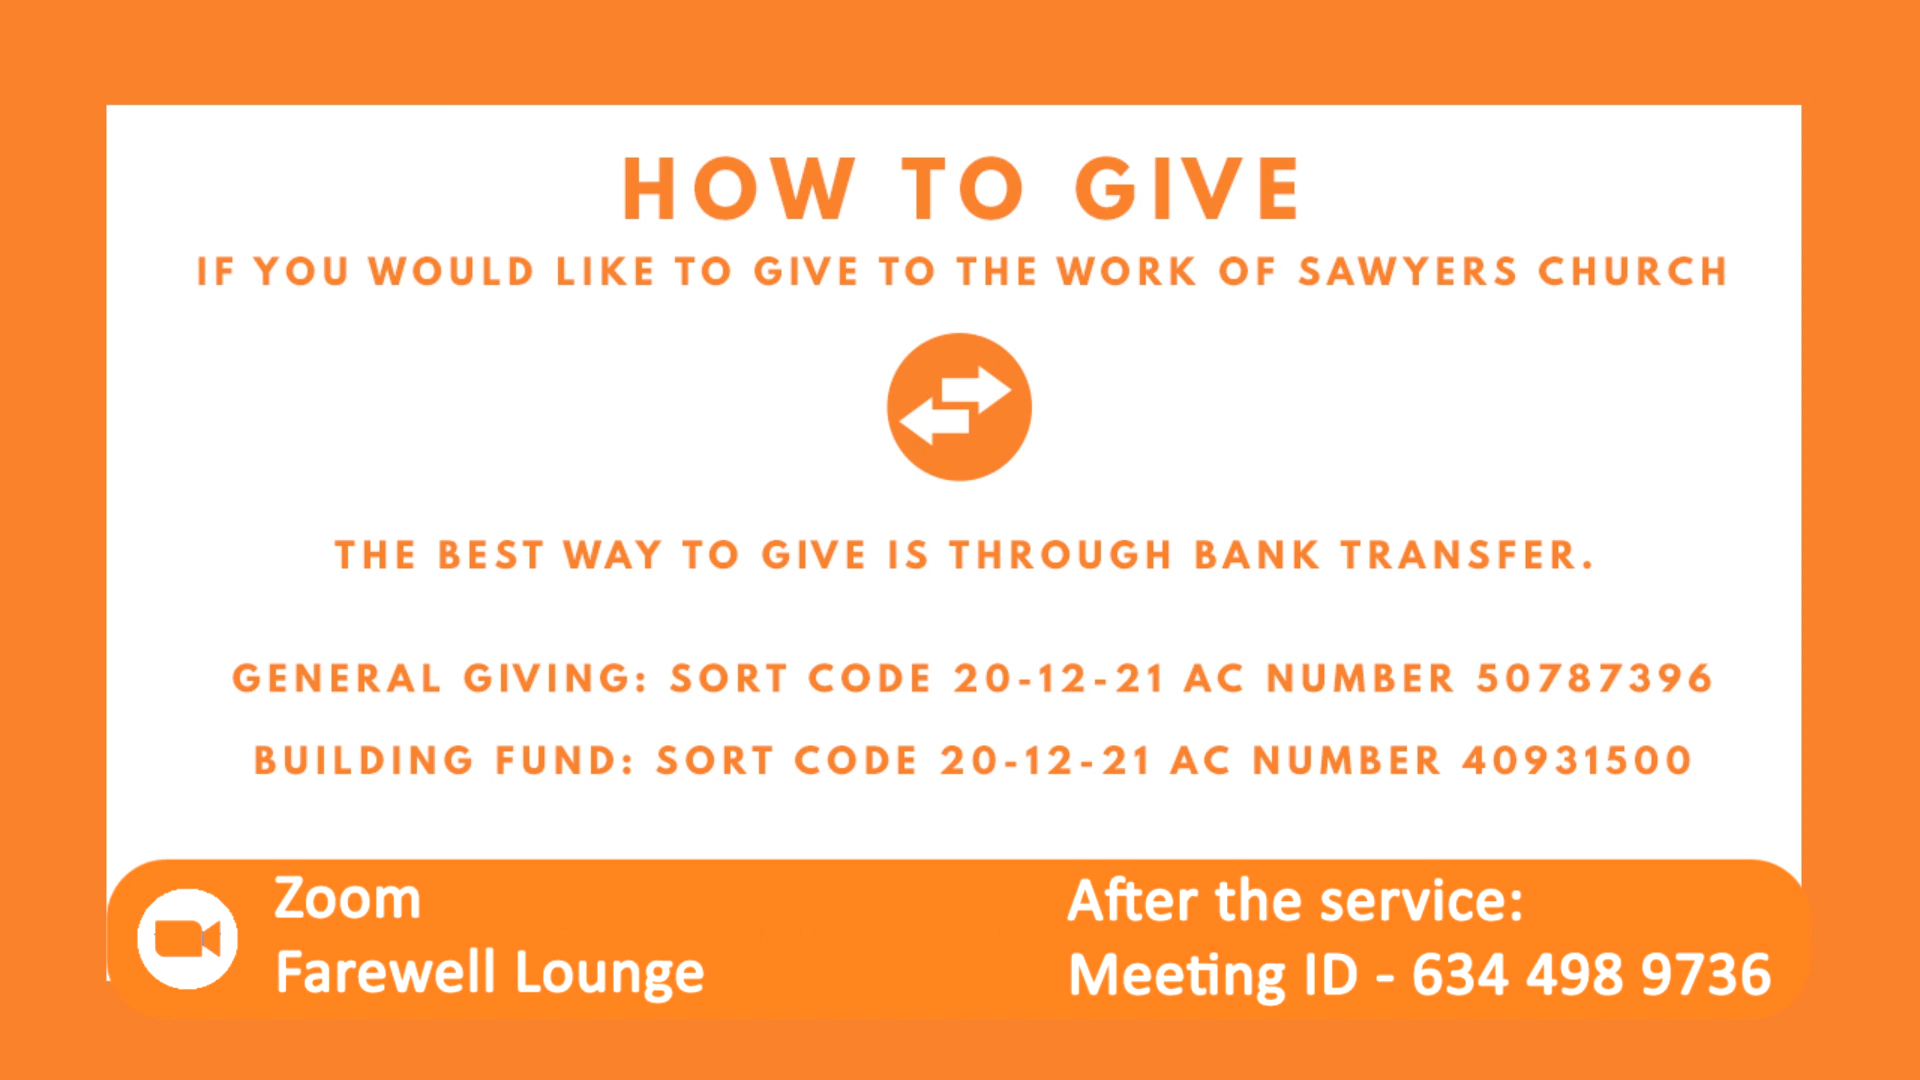 HOW TO GIVE
IF YOU WOULD LIKE TO GIVE TO THE WORK OF SAWYERS CHURCH
THE BEST WAY TO GIVE IS THROUGH BANK TRANSFER.
GENERAL GIVING: SORT CODE 20-12-21 AC NUMBER 50787396
BUILDING FUND: SORT CODE 20-12-21 AC NUMBER 40931500
Zoom
Farewell Lounge
After the service:
Meeting ID - 634 498 9736